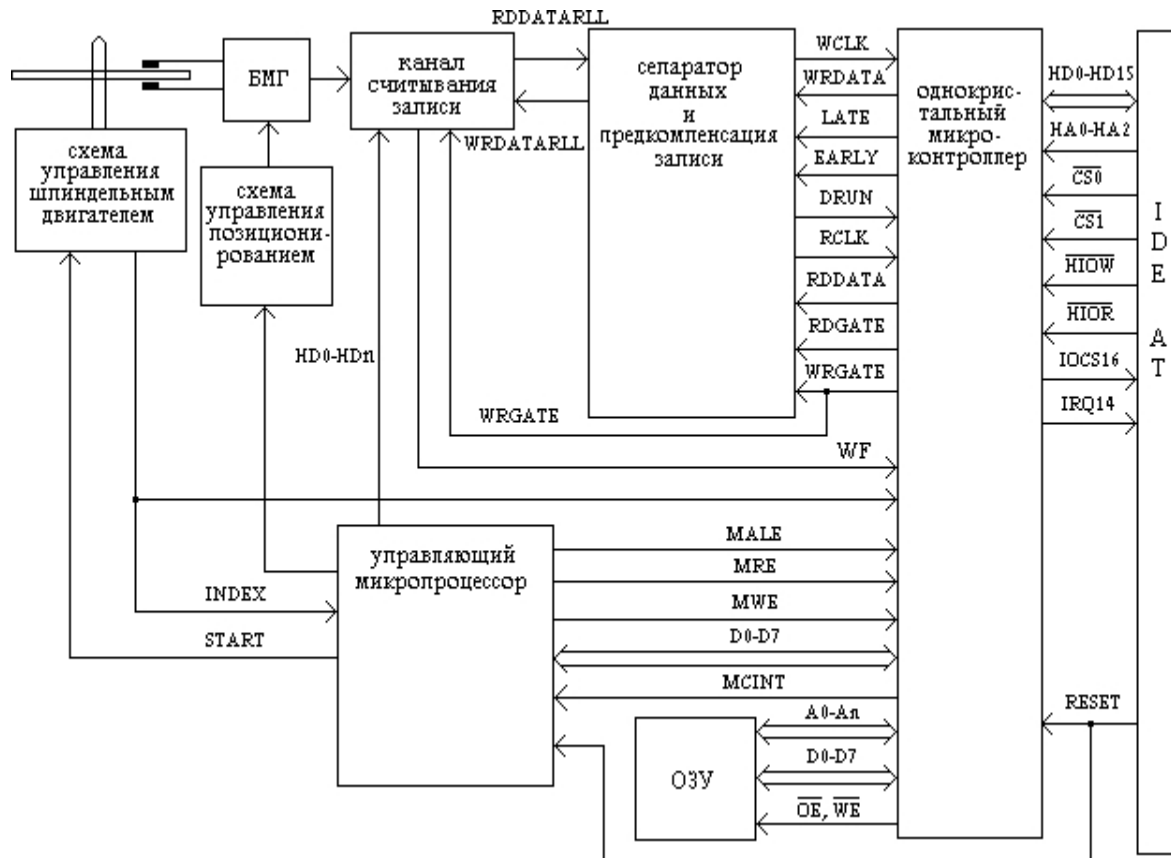 RDDATARLL
БМГ
канал
считывания
записи
WRDATARLL
сепаратор
данных
и
предкомпенсация
записи
WCLK
WRDATA
LATE
EARLY
DRUN
RCLK
RDDATA
RDGATE
WRGATE
однокрис-
тальный
микро-
контроллер
HD0-HD15
HA0-HA2
CS0
CS1
HIOW
HIOR
IOCS16
IRQ14
RESET
I
D
E
A
T
схема
управления
шпиндельным
двигателем
схема
управления
позициони-
рованием
HD0-HDn
WRGATE
WF
управляющий
микропроцессор
INDEX
START
MALE
MRE
MWE
D0-D7
MCINT
ОЗУ
A0-An
D0-D7
OE, WE